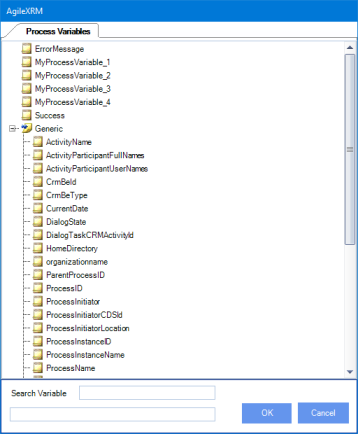 AgileXRM
Process Variables
ErrorMessage
MyProcessVariable_1
MyProcessVariable_2
MyProcessVariable_3
MyProcessVariable_4
Success
Generic
ActivityName
ActivityParticipantFullNames
ActivityParticipantUserNames
CrmBeId
CrmBeType
CurrentDate
DialogState
DialogTaskCRMActivityId
HomeDirectory
organizationname
ParentProcessID
ProcessID
ProcessInitiator
ProcessInitiatorCDSId
ProcessInitiatorLocation
ProcessInstanceID
ProcessInstanceName
ProcessName
Search Variable
OK Cancel